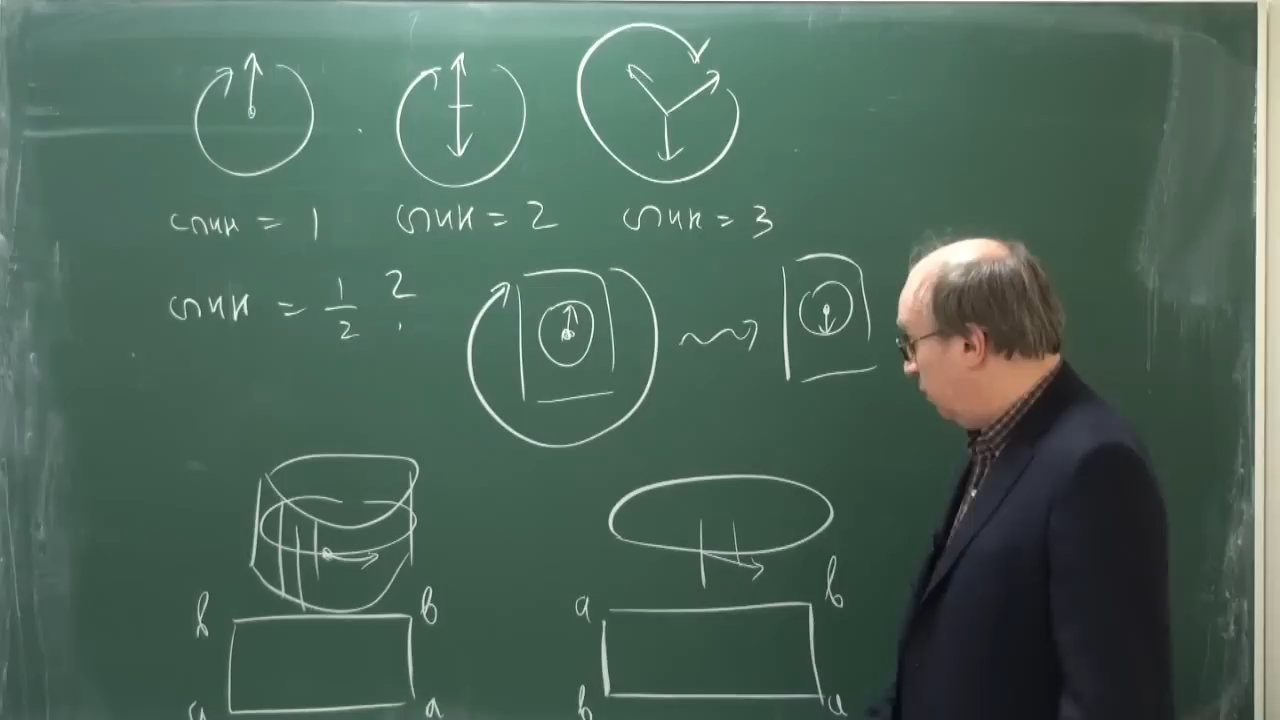 спин = 1 спин = 2 спин = 3
спин = 1/2 ?
b b a b
a a b a